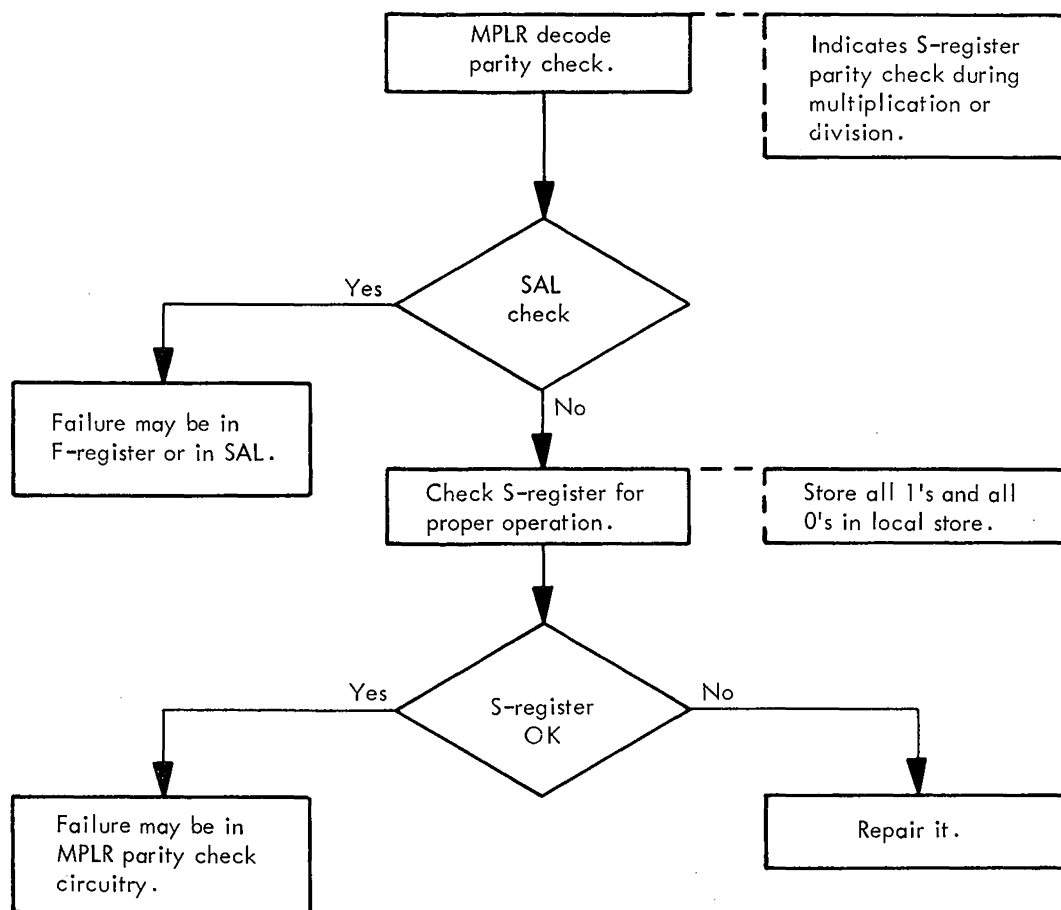 MPLR decode
parity check.
Indicates S-register
parity check during
multiplication or
division.
SAL
check
Yes
No
Failure may be in
F-register or in SAL.
Check S-register for
proper operation.
Store all 1's and all
0's in local store.
S-register
OK
Yes
No
Failure may be in
MPLR parity check
circuitry.
Repair it.